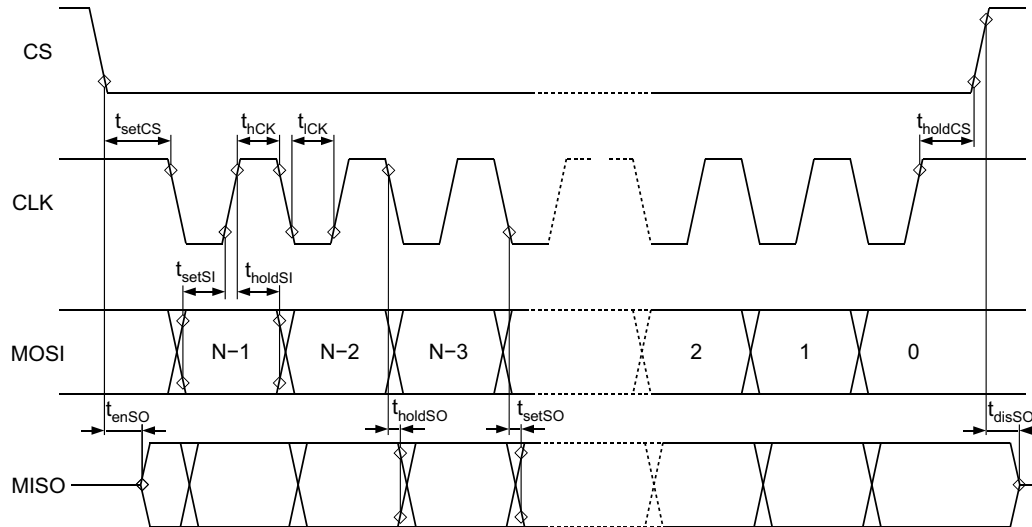 CS
t_setCS
t_hCK
t_lCK
t_holdCS
CLK
t_setSI
t_holdSI
MOSI
N−1
N−2
N−3
2
1
0
t_enSO
t_holdSO
t_setSO
t_disSO
MISO